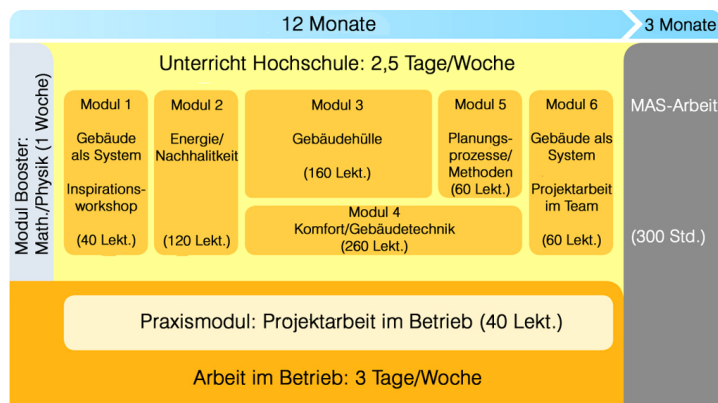 12 Monate
3 Monate
Modul Booster:
Math./Physik (1 Woche)
Unterricht Hochschule: 2,5 Tage/Woche
Modul 1
Gebäude
als System
Inspirations-
workshop
(40 Lekt.)
Modul 2
Energie/
Nachhalitkeit
(120 Lekt.)
Modul 3
Gebäudehülle
(160 Lekt.)
Modul 5
Planungs-
prozesse/
Methoden
(60 Lekt.)
Modul 4
Komfort/Gebäudetechnik
(260 Lekt.)
Modul 6
Gebäude als
System
Projektarbeit
im Team
(60 Lekt.)
MAS-Arbeit
(300 Std.)
Praxismodul: Projektarbeit im Betrieb (40 Lekt.)
Arbeit im Betrieb: 3 Tage/Woche